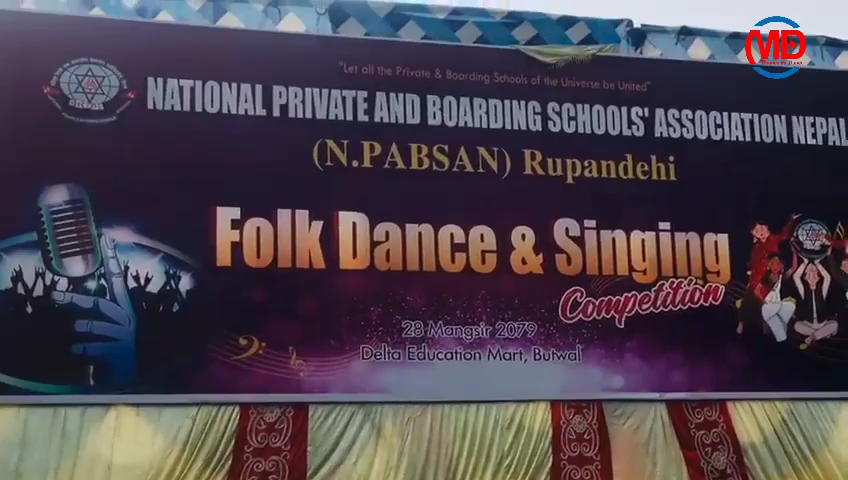 MD
"Let all the Private & Boarding Schools of the Universe be United"
NATIONAL PRIVATE AND BOARDING SCHOOLS' ASSOCIATION NEPAL
(N.PABSAN) Rupandehi
Folk Dance & Singing
Competition
28 Mangsir 2079
Delta Education Mart, Butwal